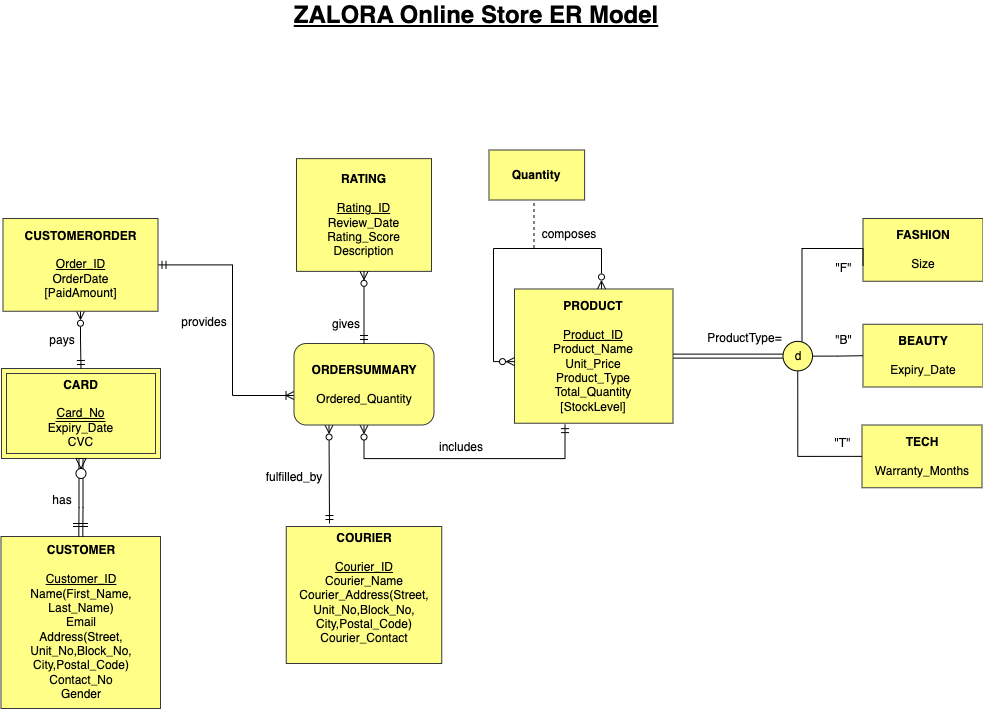 ZALORA Online Store ER Model
RATING
Rating_ID
Review_Date
Rating_Score
Description
Quantity
composes
CUSTOMERORDER
Order_ID
OrderDate
[PaidAmount]
provides
gives
pays
CARD
Card_No
Expiry_Date
CVC
has
CUSTOMER
Customer_ID
Name(First_Name,
Last_Name)
Email
Address(Street,
Unit_No,Block_No,
City,Postal_Code)
Contact_No
Gender
ORDERSUMMARY
Ordered_Quantity
includes
fulfilled_by
COURIER
Courier_ID
Courier_Name
Courier_Address(Street,
Unit_No,Block_No,
City,Postal_Code)
Courier_Contact
PRODUCT
Product_ID
Product_Name
Unit_Price
Product_Type
Total_Quantity
[StockLevel]
ProductType=
d
"F"
"B"
"T"
FASHION
Size
BEAUTY
Expiry_Date
TECH
Warranty_Months